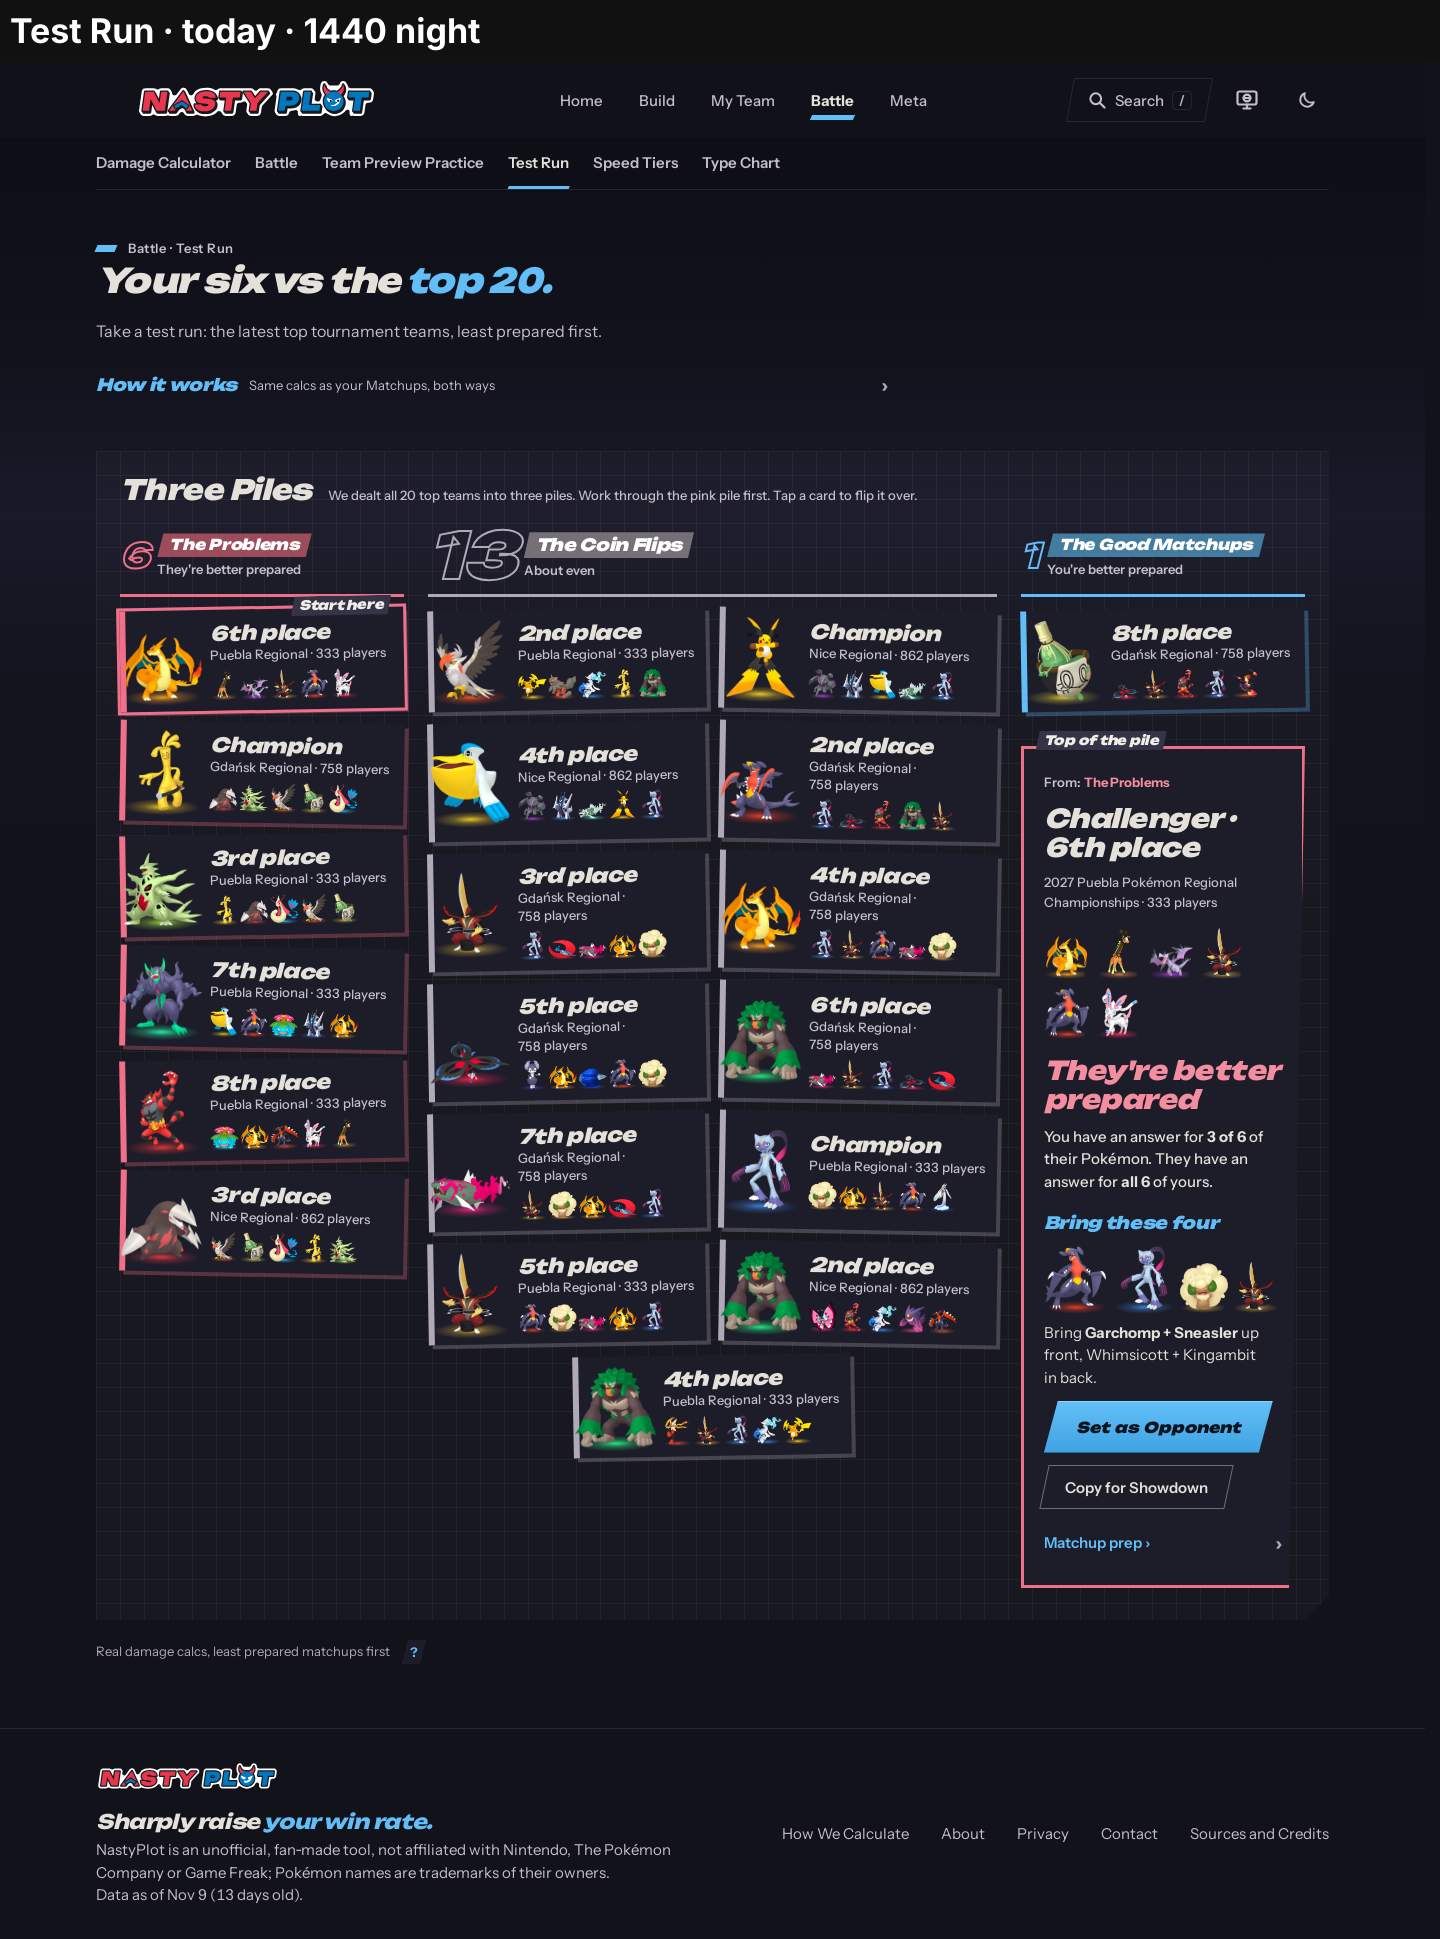 Test Run · today · 1440 night
NASTY PLOT
Home
Build
My Team
Battle
Meta
Search /
Damage Calculator
Battle
Team Preview Practice
Test Run
Speed Tiers
Type Chart
Battle · Test Run
Your six vs the top 20.
Take a test run: the latest top tournament teams, least prepared first.
How it works Same calcs as your Matchups, both ways ›
Three Piles We dealt all 20 top teams into three piles. Work through the pink pile first. Tap a card to flip it over.
6 The Problems
They're better prepared
Start here
6th place
Puebla Regional · 333 players
Champion
Gdańsk Regional · 758 players
3rd place
Puebla Regional · 333 players
7th place
Puebla Regional · 333 players
8th place
Puebla Regional · 333 players
3rd place
Nice Regional · 862 players
13 The Coin Flips
About even
2nd place
Puebla Regional · 333 players
Champion
Nice Regional · 862 players
4th place
Nice Regional · 862 players
2nd place
Gdańsk Regional ·
758 players
3rd place
Gdańsk Regional ·
758 players
4th place
Gdańsk Regional ·
758 players
5th place
Gdańsk Regional ·
758 players
6th place
Gdańsk Regional ·
758 players
7th place
Gdańsk Regional ·
758 players
Champion
Puebla Regional · 333 players
5th place
Puebla Regional · 333 players
2nd place
Nice Regional · 862 players
4th place
Puebla Regional · 333 players
1 The Good Matchups
You're better prepared
8th place
Gdańsk Regional · 758 players
Top of the pile
From: The Problems
Challenger ·
6th place
2027 Puebla Pokémon Regional
Championships · 333 players
They're better
prepared
You have an answer for 3 of 6 of
their Pokémon. They have an
answer for all 6 of yours.
Bring these four
Bring Garchomp + Sneasler up
front, Whimsicott + Kingambit
in back.
Set as Opponent
Copy for Showdown
Matchup prep › ›
Real damage calcs, least prepared matchups first ?
NASTY PLOT
Sharply raise your win rate.
NastyPlot is an unofficial, fan-made tool, not affiliated with Nintendo, The Pokémon
Company or Game Freak; Pokémon names are trademarks of their owners.
Data as of Nov 9 (13 days old).
How We Calculate
About
Privacy
Contact
Sources and Credits